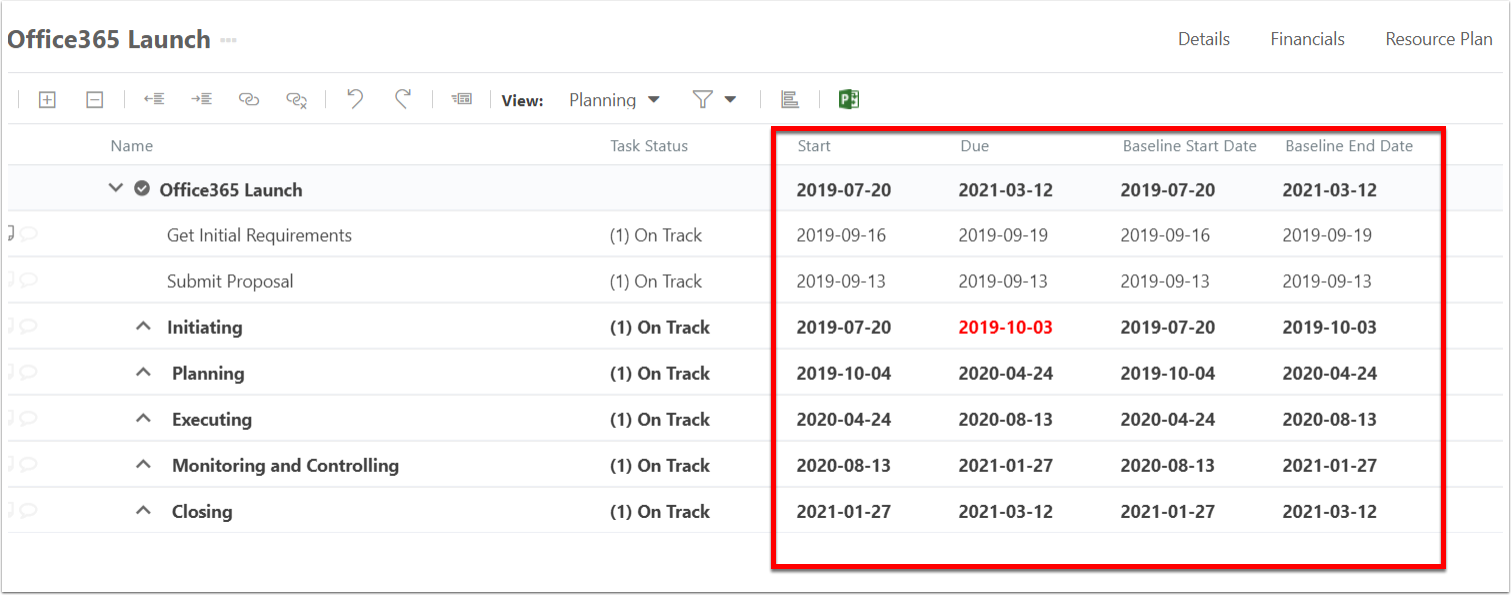 Office365 Launch
Details Financials Resource Plan
View: Planning
Name Task Status Start Due Baseline Start Date Baseline End Date
Office365 Launch 2019-07-20 2021-03-12 2019-07-20 2021-03-12
Get Initial Requirements (1) On Track 2019-09-16 2019-09-19 2019-09-16 2019-09-19
Submit Proposal (1) On Track 2019-09-13 2019-09-13 2019-09-13 2019-09-13
Initiating (1) On Track 2019-07-20 2019-10-03 2019-07-20 2019-10-03
Planning (1) On Track 2019-10-04 2020-04-24 2019-10-04 2020-04-24
Executing (1) On Track 2020-04-24 2020-08-13 2020-04-24 2020-08-13
Monitoring and Controlling (1) On Track 2020-08-13 2021-01-27 2020-08-13 2021-01-27
Closing (1) On Track 2021-01-27 2021-03-12 2021-01-27 2021-03-12